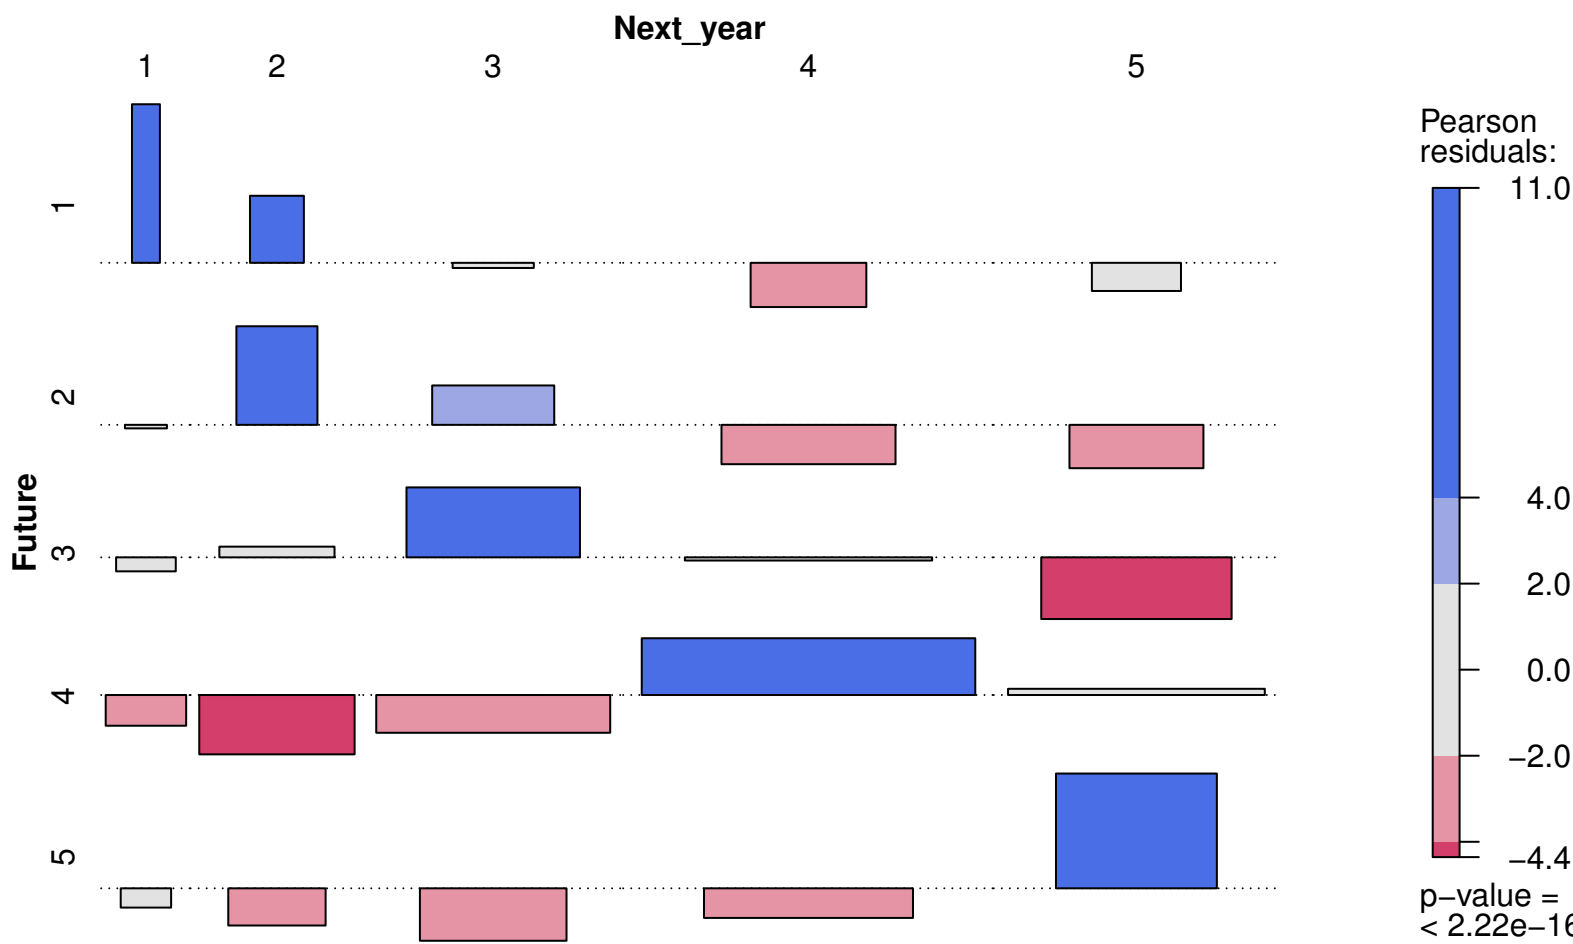 Next_year
1 2 3 4 5
Future
1
2
3
4
5
Pearson
residuals:
11.0
4.0
2.0
0.0
−2.0
−4.4
p−value =
< 2.22e−16